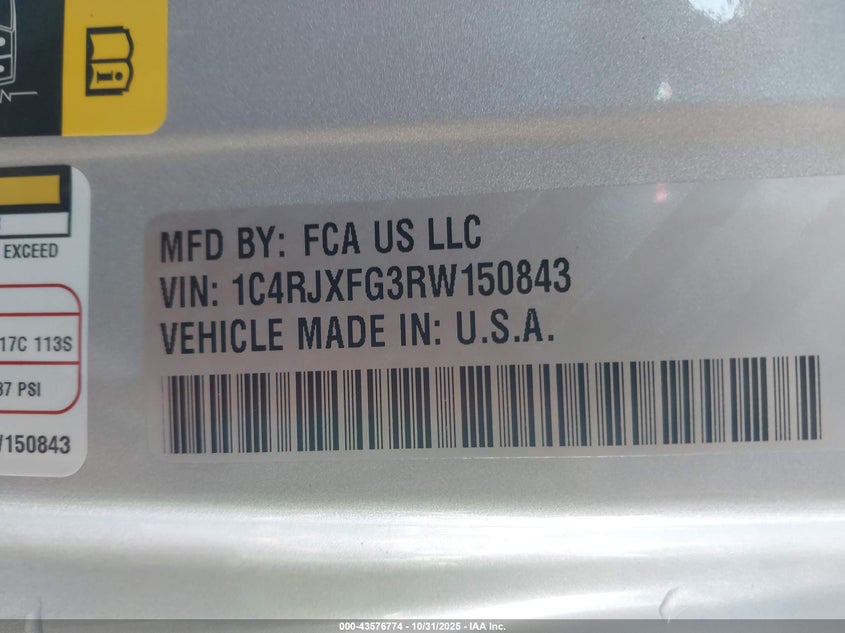 EXCEED
17C 113S
37 PSI
W150843
MFD BY: FCA US LLC
VIN: 1C4RJXFG3RW150843
VEHICLE MADE IN: U.S.A.
000-43576774 - 10/31/2025 - IAA Inc.